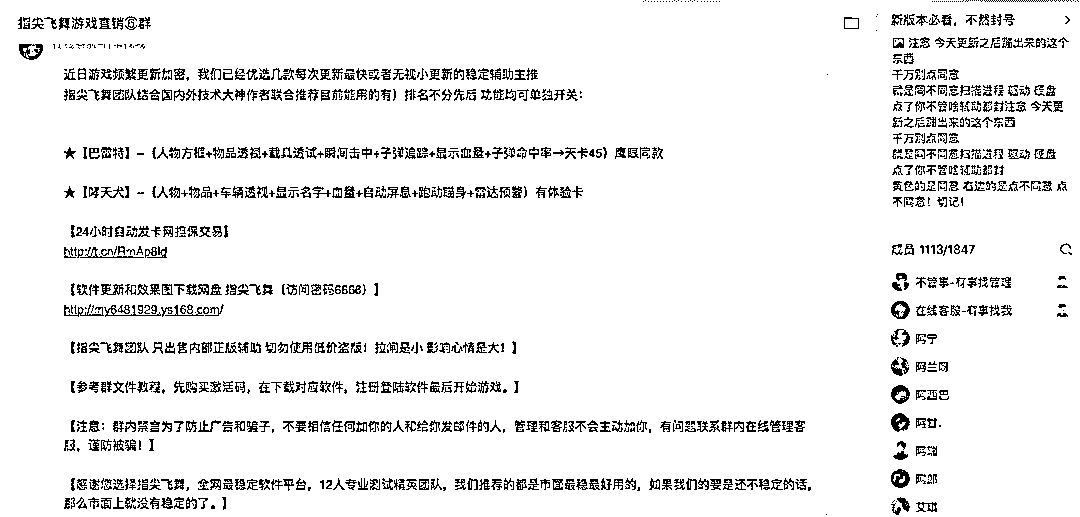 指尖飞舞游戏直销⑥群
近日游戏频繁更新加密，我们已经优选几款每次更新最快或者无视小更新的稳定辅助主推
指尖飞舞团队结合国内外技术大神作者联合推荐目前能用的有）排名不分先后 功能均可单独开关：
★【巴雷特】-（人物方框+物品透视+载具透试+瞬间击中+子弹追踪+显示血量+子弹命中率→天卡45）魔眼同款
★【哮天犬】-（人物+物品+车辆透视+显示名字+血量+自动屏息+跑动瞄身+雷达预警）有体验卡
【24小时自动发卡网担保交易】
http://t.cn/RmAp8ld
【软件更新和效果图下载网盘 指尖飞舞（访问密码6666）】
http://my6481929.ys168.com/
【指尖飞舞团队 只出售内部正版辅助 切勿使用低价盗版！拉闸是小 影响心情是大！】
【参考群文件教程，先购买激活码，在下载对应软件，注册登陆软件最后开始游戏。】
【注意：群内禁言为了防止广告和骗子，不要相信任何加你的人和给你发邮件的人，管理和客服不会主动加你，有问题联系群内在线管理客
服，谨防被骗！】
【感谢您选择指尖飞舞，全网最稳定软件平台，12人专业测试精英团队，我们推荐的都是市面最稳最好用的，如果我们的要是还不稳定的话，
那么市面上就没有稳定的了。】
新版本必看，不然封号
注意 今天更新之后蹦出来的这个
东西
千万别点同意
就是问不同意扫描进程 驱动 硬盘
点了你不管啥辅助都封注意 今天更
新之后蹦出来的这个东西
千万别点同意
就是问不同意扫描进程 驱动 硬盘
点了你不管啥辅助都封
黄色的是同意 右边的是点不同意 点
不同意！切记！
成员 1113/1847
不管事-有事找管理
在线客服-有事找我
阿宁
阿兰网
阿西巴
阿甘.
阿瑞
阿郎
艾琪